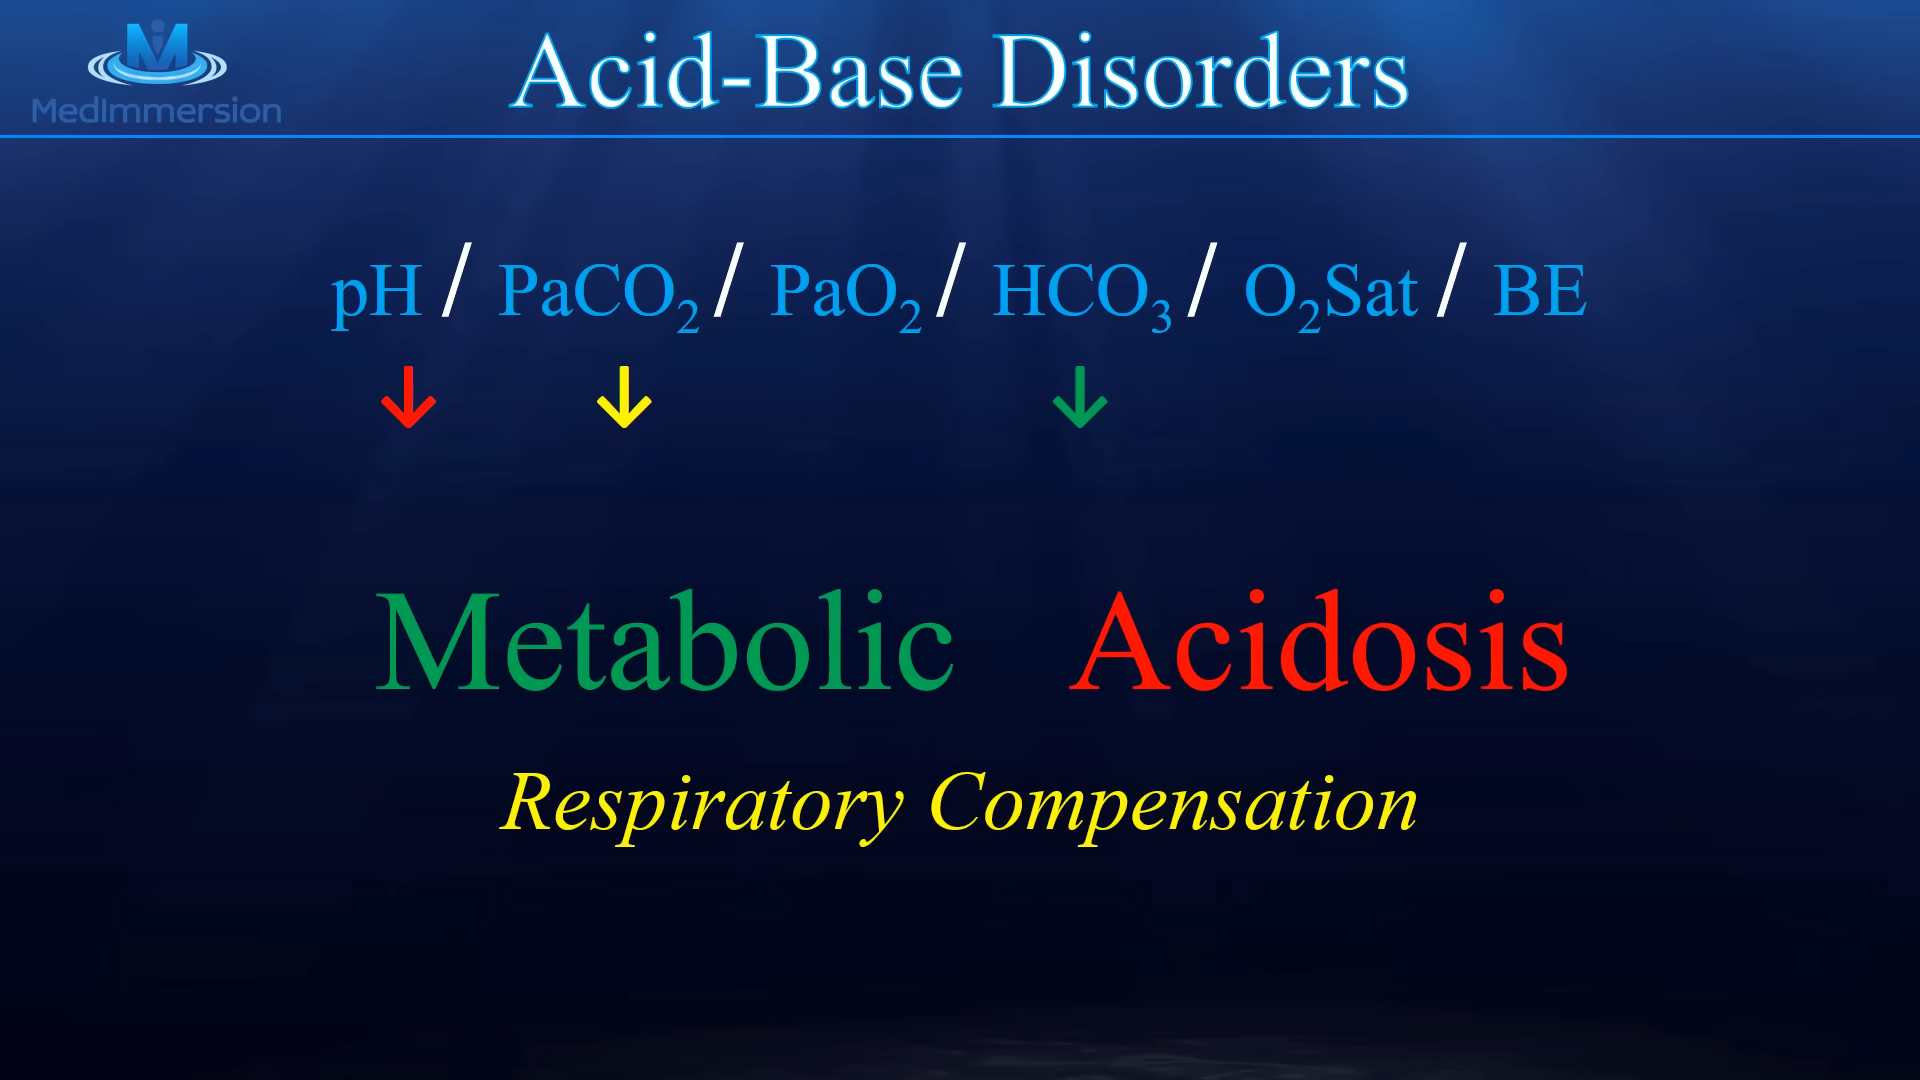 MedImmersion
Acid-Base Disorders
pH / PaCO₂ / PaO₂ / HCO₃ / O₂Sat / BE
↓ ↓ ↓
Metabolic Acidosis
Respiratory Compensation